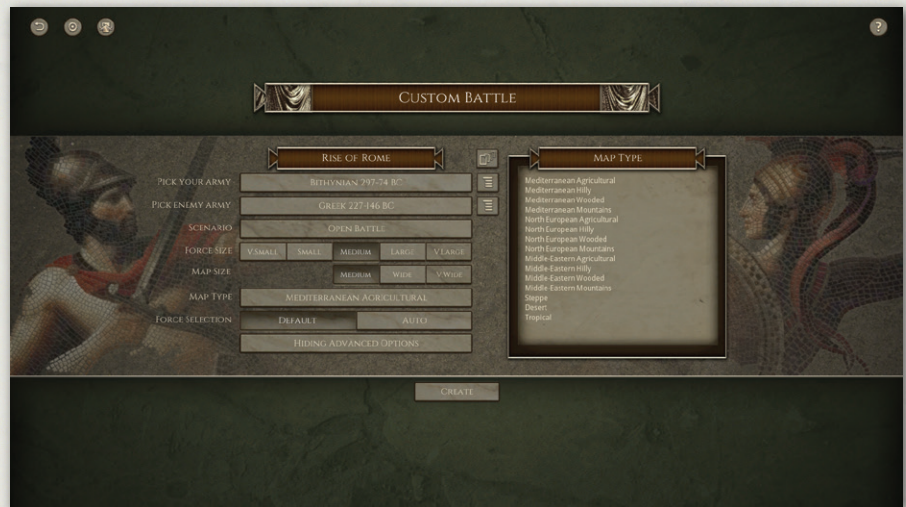 ?
CUSTOM BATTLE
RISE OF ROME
PICK YOUR ARMY
BITHYNIAN 297-74 BC
PICK ENEMY ARMY
GREEK 227-146 BC
SCENARIO
OPEN BATTLE
FORCE SIZE
V.SMALL SMALL MEDIUM LARGE V.LARGE
MAP SIZE
MEDIUM WIDE V.WIDE
MAP TYPE
MEDITERRANEAN AGRICULTURAL
FORCE SELECTION
DEFAULT AUTO
HIDING ADVANCED OPTIONS
MAP TYPE
Mediterranean Agricultural
Mediterranean Hilly
Mediterranean Wooded
Mediterranean Mountains
North European Agricultural
North European Hilly
North European Wooded
North European Mountains
Middle-Eastern Agricultural
Middle-Eastern Hilly
Middle-Eastern Wooded
Middle-Eastern Mountains
Steppe
Desert
Tropical
CREATE